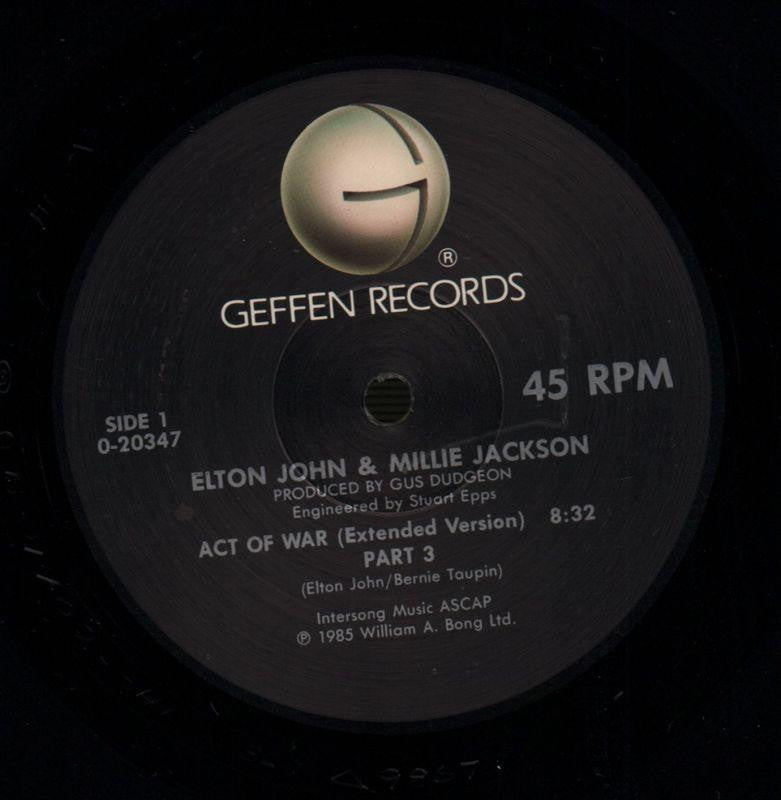 ®
GEFFEN RECORDS
45 RPM
SIDE 1
0-20347
ELTON JOHN & MILLIE JACKSON
PRODUCED BY GUS DUDGEON
Engineered by Stuart Epps
ACT OF WAR (Extended Version) 8:32
PART 3
(Elton John/Bernie Taupin)
Intersong Music ASCAP
℗ 1985 William A. Bong Ltd.